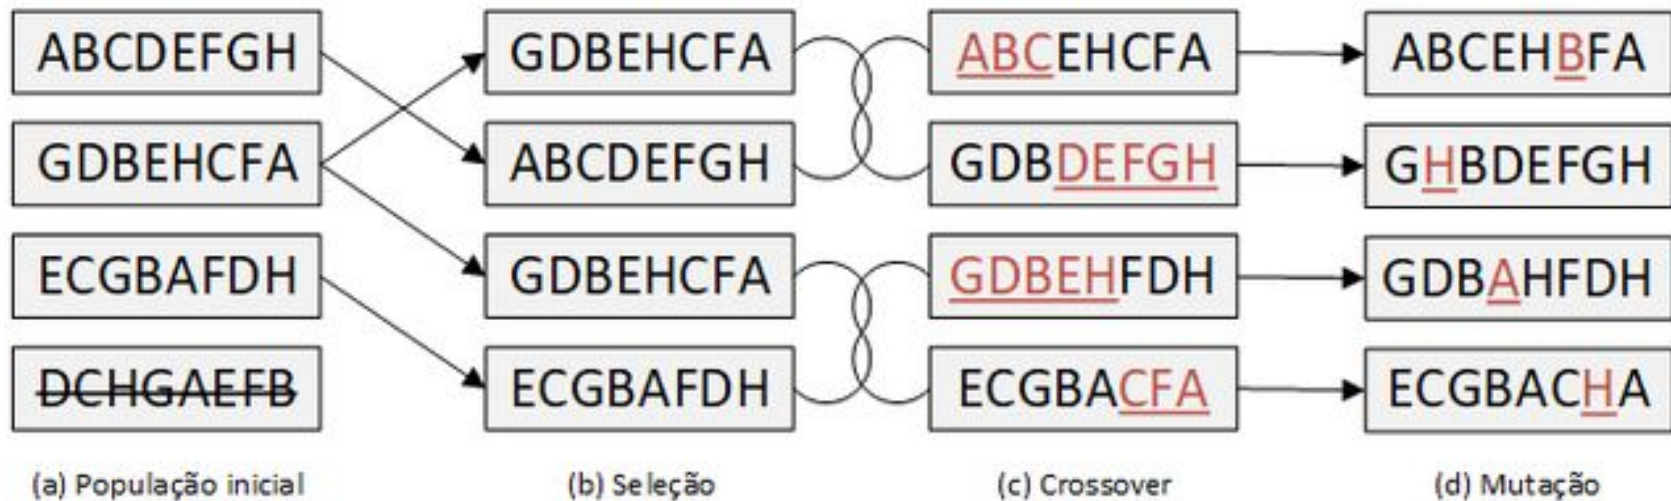 ABCDEFGH
GDBEHCFA
ECGBAFDH
DCHGAEFB
(a) População inicial
GDBEHCFA
ABCDEFGH
GDBEHCFA
ECGBAFDH
(b) Seleção
ABCEHCFA
GDBDEFGH
GDBEHFDH
ECGBACFA
(c) Crossover
ABCEHBFA
GHBDEFGH
GDBAHFDH
ECGBACHA
(d) Mutação